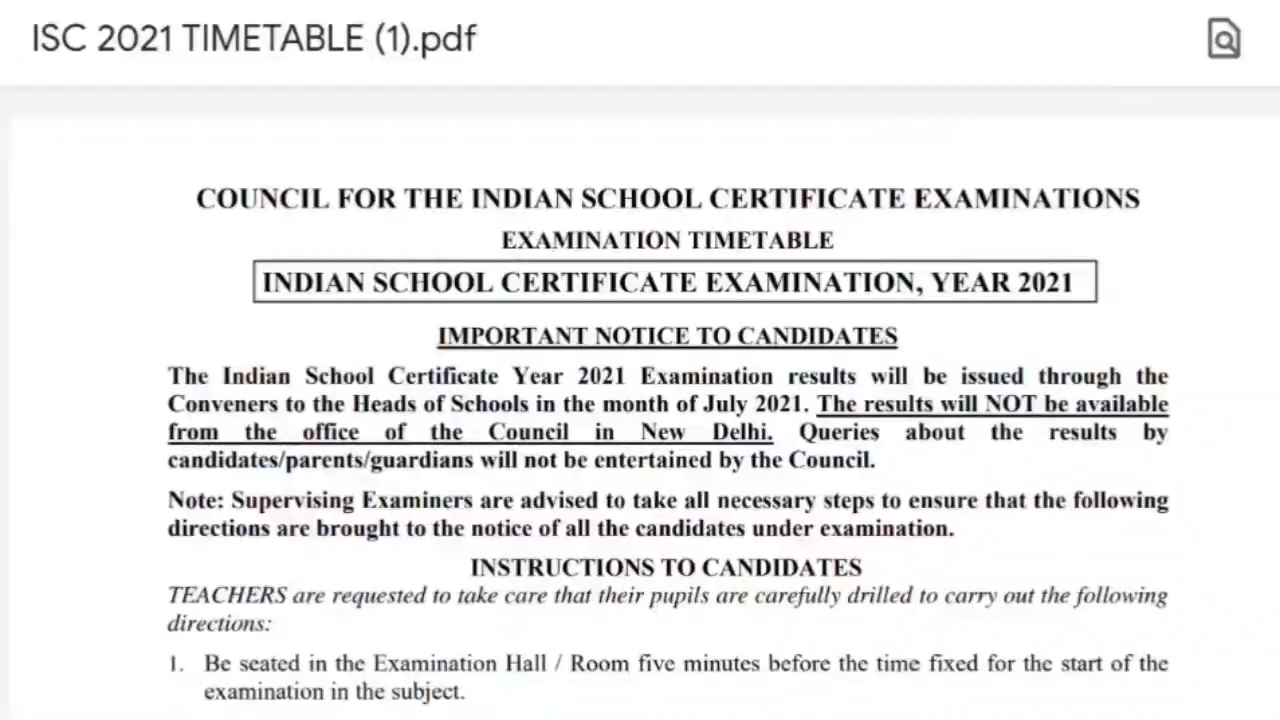 ISC 2021 TIMETABLE (1).pdf
COUNCIL FOR THE INDIAN SCHOOL CERTIFICATE EXAMINATIONS
EXAMINATION TIMETABLE
INDIAN SCHOOL CERTIFICATE EXAMINATION, YEAR 2021
IMPORTANT NOTICE TO CANDIDATES
The Indian School Certificate Year 2021 Examination results will be issued through the
Conveners to the Heads of Schools in the month of July 2021. The results will NOT be available
from the office of the Council in New Delhi. Queries about the results by
candidates/parents/guardians will not be entertained by the Council.
Note: Supervising Examiners are advised to take all necessary steps to ensure that the following
directions are brought to the notice of all the candidates under examination.
INSTRUCTIONS TO CANDIDATES
TEACHERS are requested to take care that their pupils are carefully drilled to carry out the following
directions:
1. Be seated in the Examination Hall / Room five minutes before the time fixed for the start of the
examination in the subject.